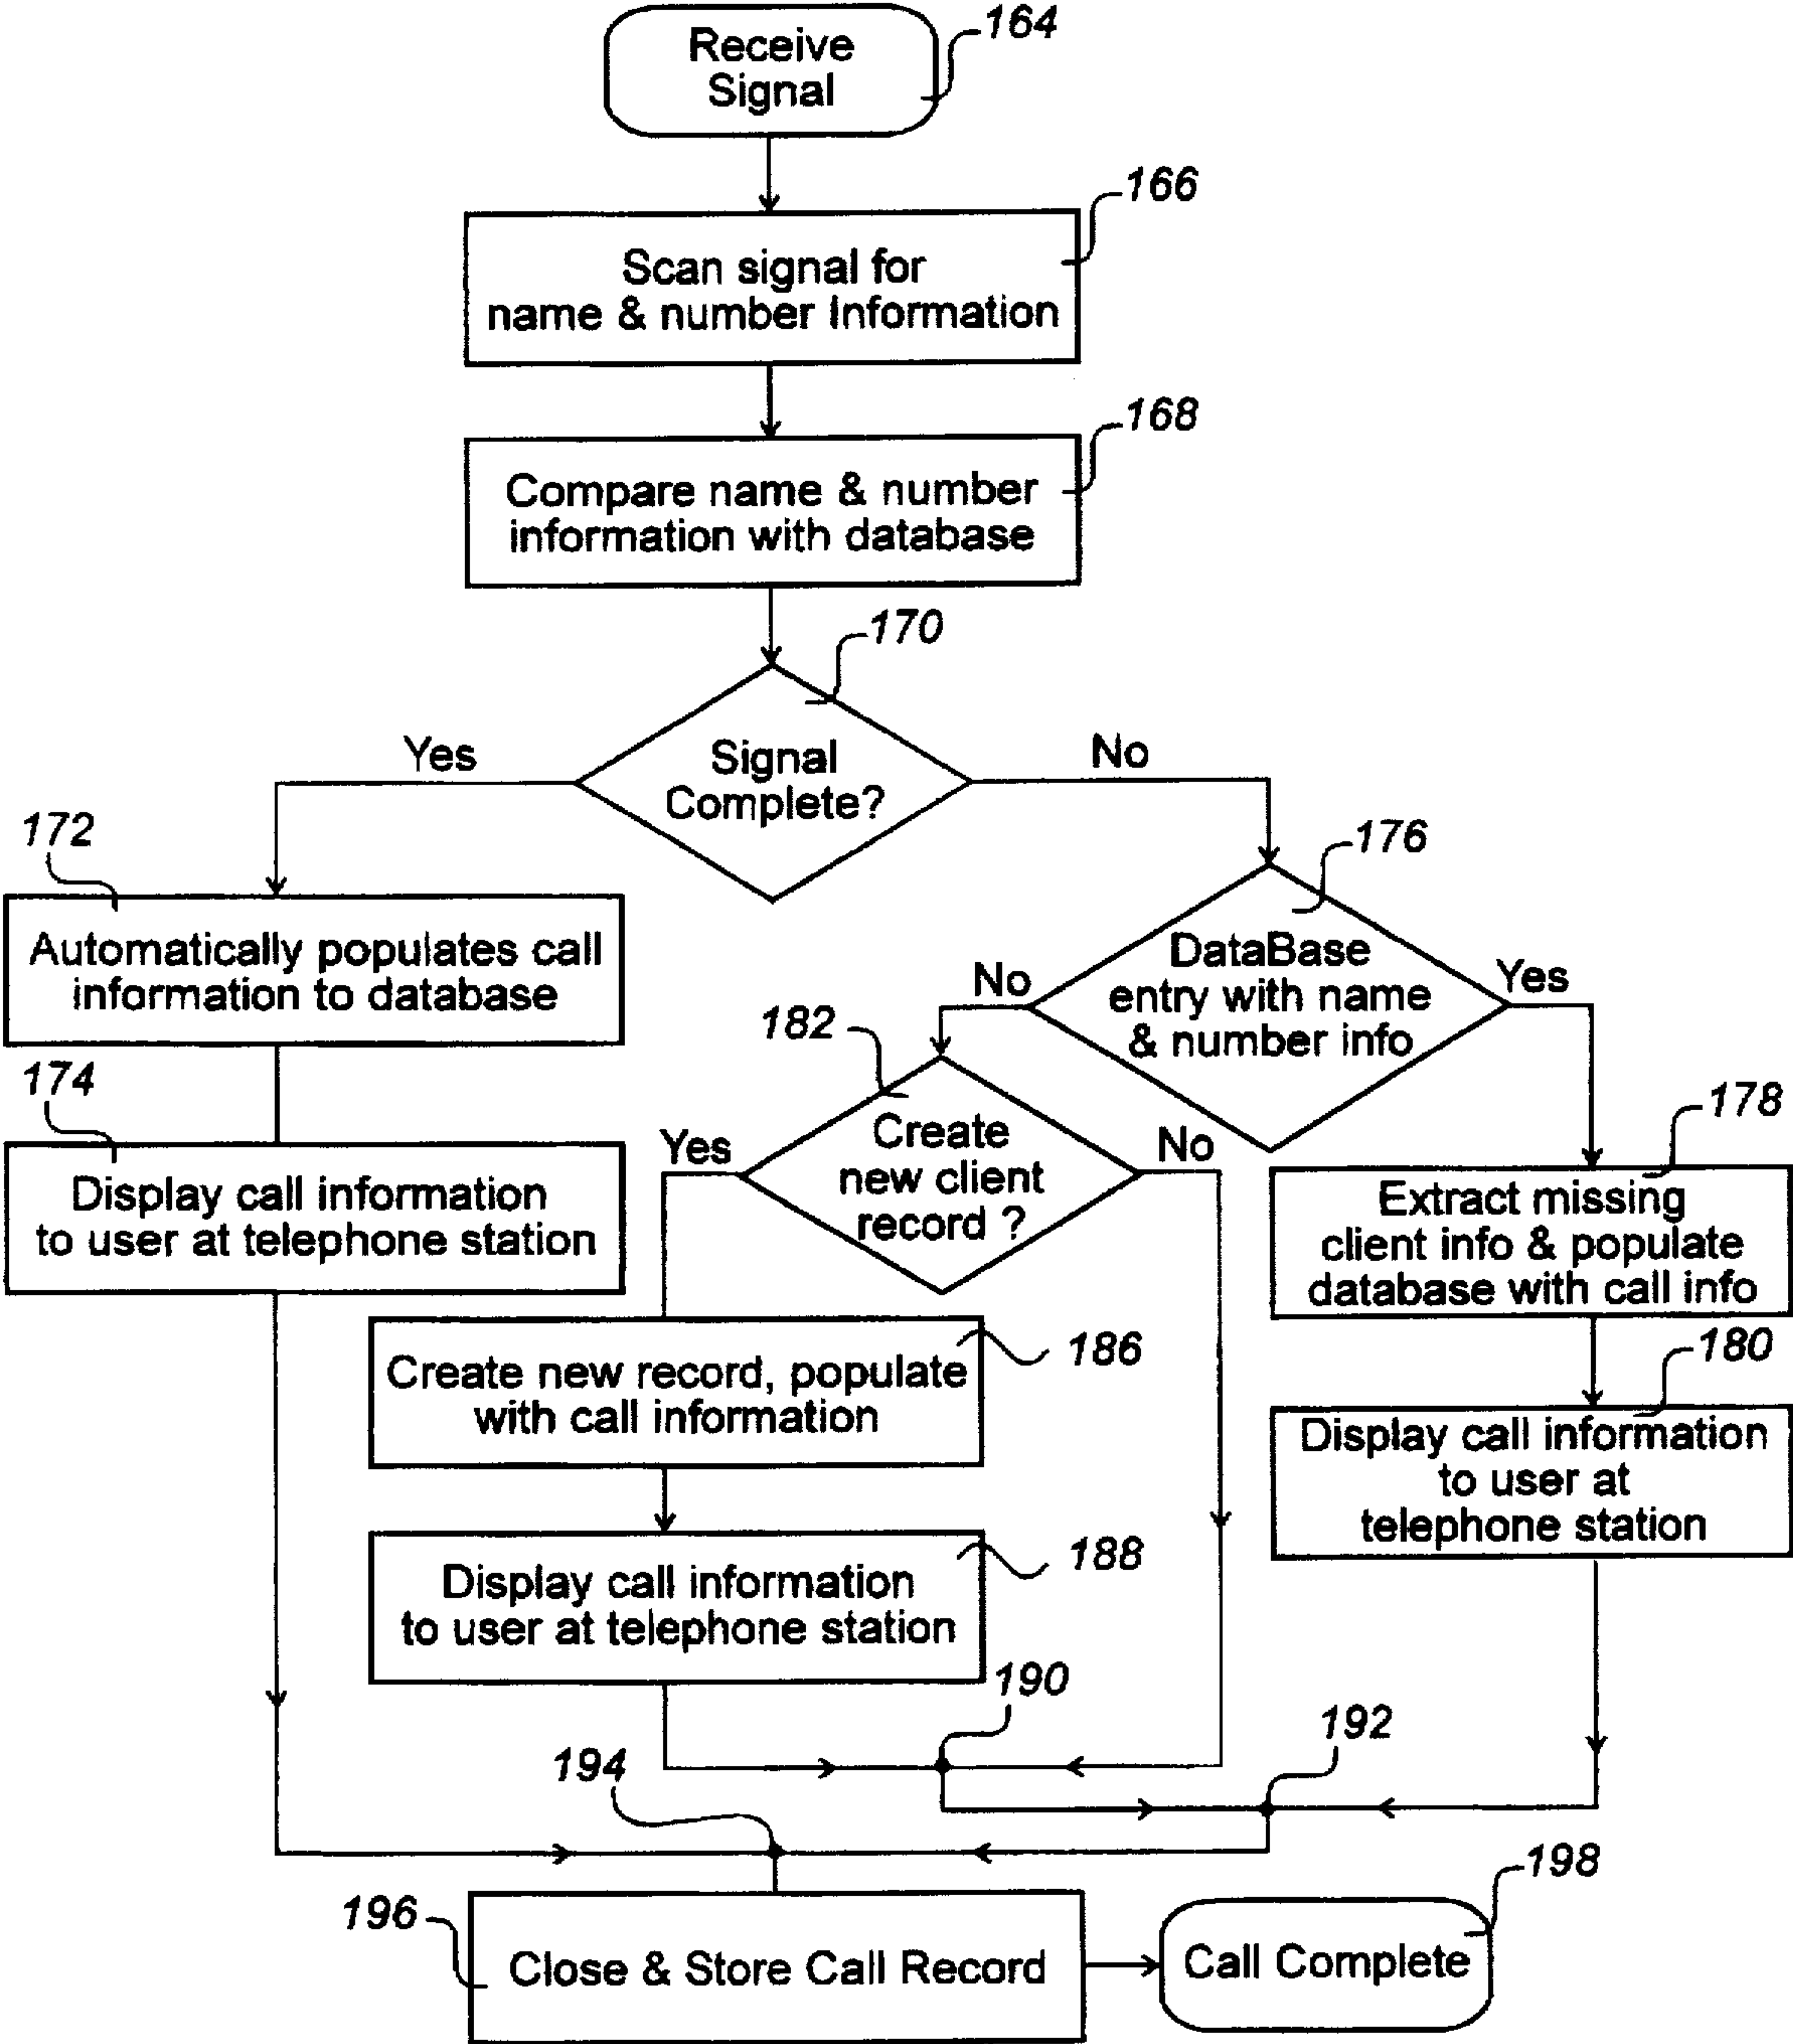 Receive
Signal
164
166
Scan signal for
name & number Information
168
Compare name & number
information with database
170
Signal
Complete?
Yes
No
172
176
Automatically populates call
information to database
DataBase
entry with name
& number info
No
Yes
182
174
178
Create
new client
record ?
Yes
No
Display call information
to user at telephone station
Extract missing
client info & populate
database with call info
186
180
Create new record, populate
with call information
Display call information
to user at
telephone station
188
Display call information
to user at telephone station
190
192
194
198
196
Close & Store Call Record
Call Complete